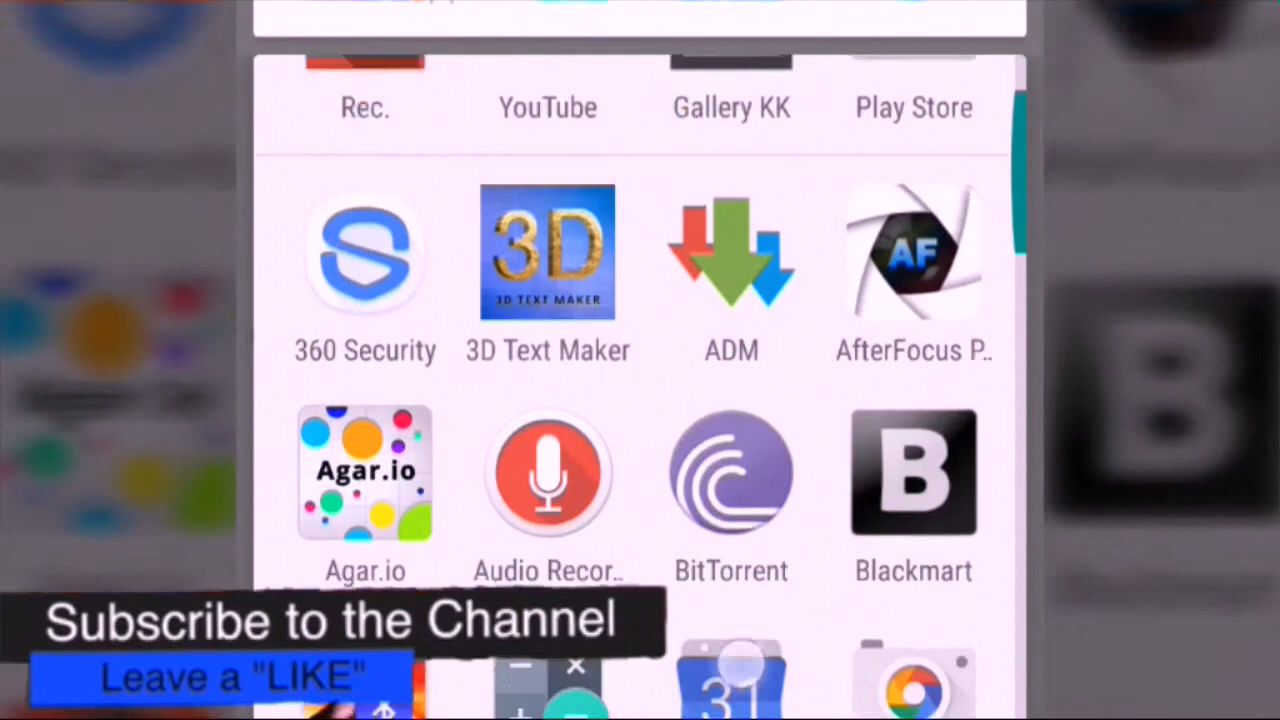 Rec. YouTube Gallery KK Play Store
3D AF
3D TEXT MAKER
360 Security 3D Text Maker ADM AfterFocus P..
Agar.io B
Agar.io Audio Recor.. BitTorrent Blackmart
Subscribe to the Channel
Leave a "LIKE"
31